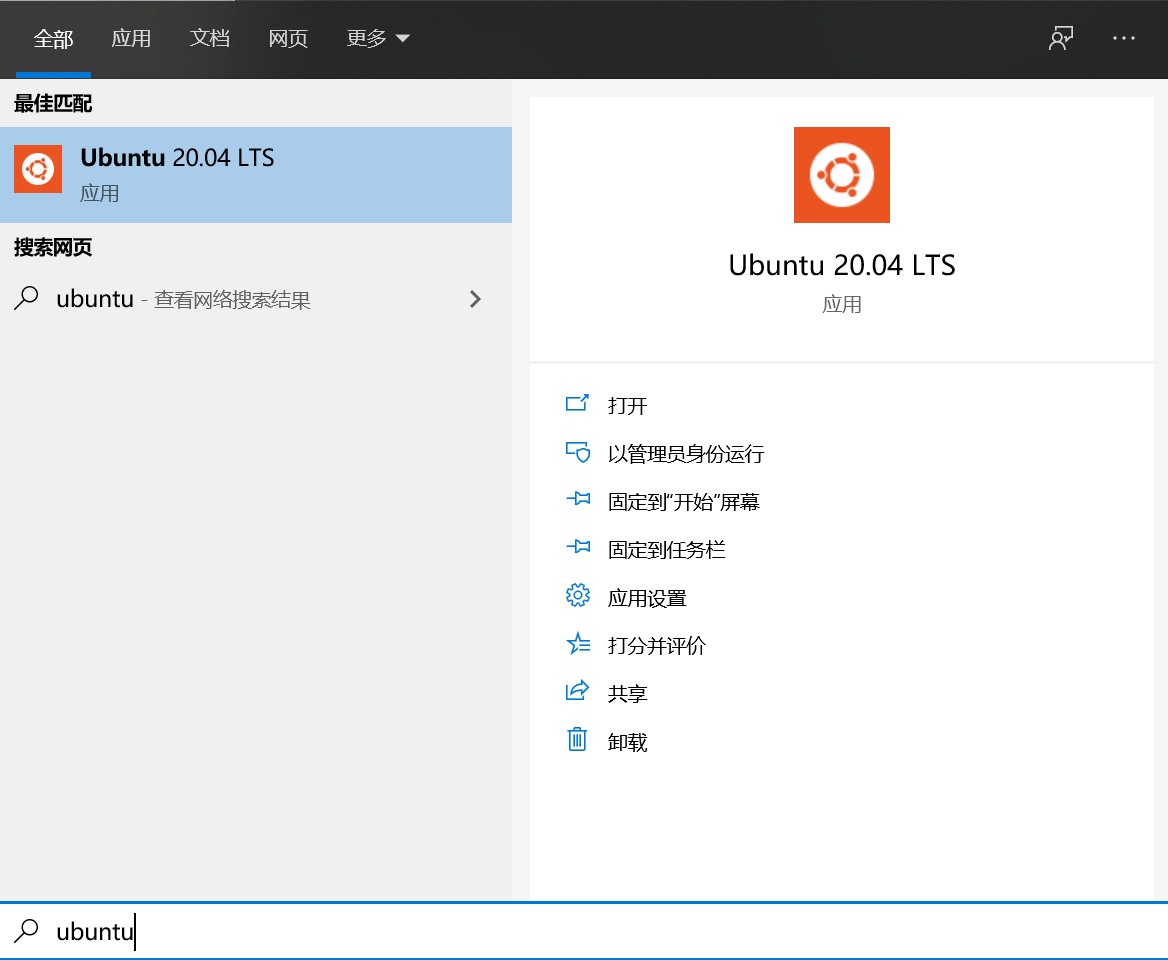 全部 应用 文档 网页 更多
最佳匹配
Ubuntu 20.04 LTS
应用
搜索网页
ubuntu - 查看网络搜索结果
Ubuntu 20.04 LTS
应用
打开
以管理员身份运行
固定到"开始"屏幕
固定到任务栏
应用设置
打分并评价
共享
卸载
ubuntu